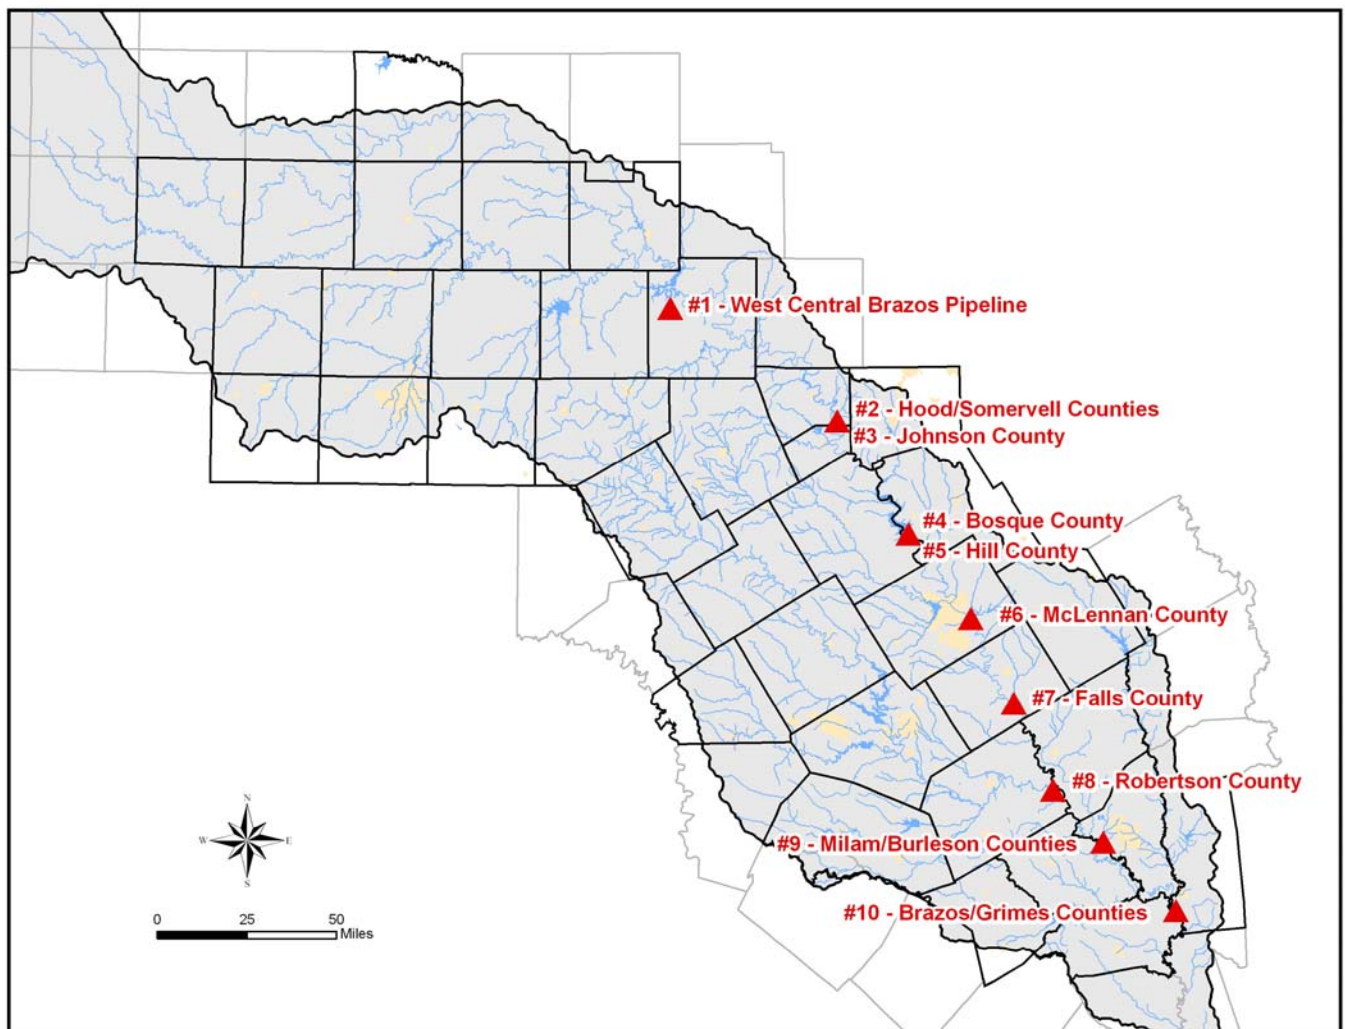 #1 - West Central Brazos Pipeline
#2 - Hood/Somervell Counties
#3 - Johnson County
#4 - Bosque County
#5 - Hill County
#6 - McLennan County
#7 - Falls County
#8 - Robertson County
N
W E
S
#9 - Milam/Burleson Counties
#10 - Brazos/Grimes Counties
0 25 50
Miles